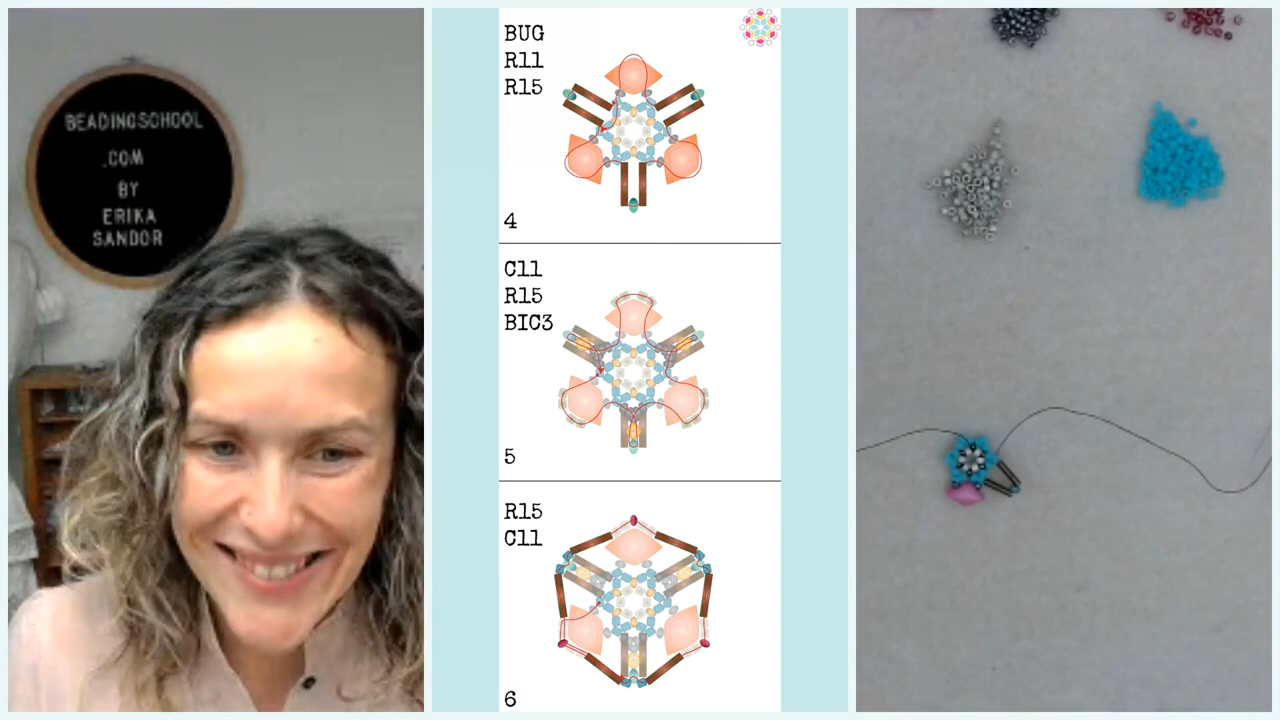 BEADINGSCHOOL
.COM
BY
ERIKA
SANDOR
BUG
R11
R15
4
C11
R15
BIC3
5
R15
C11
6